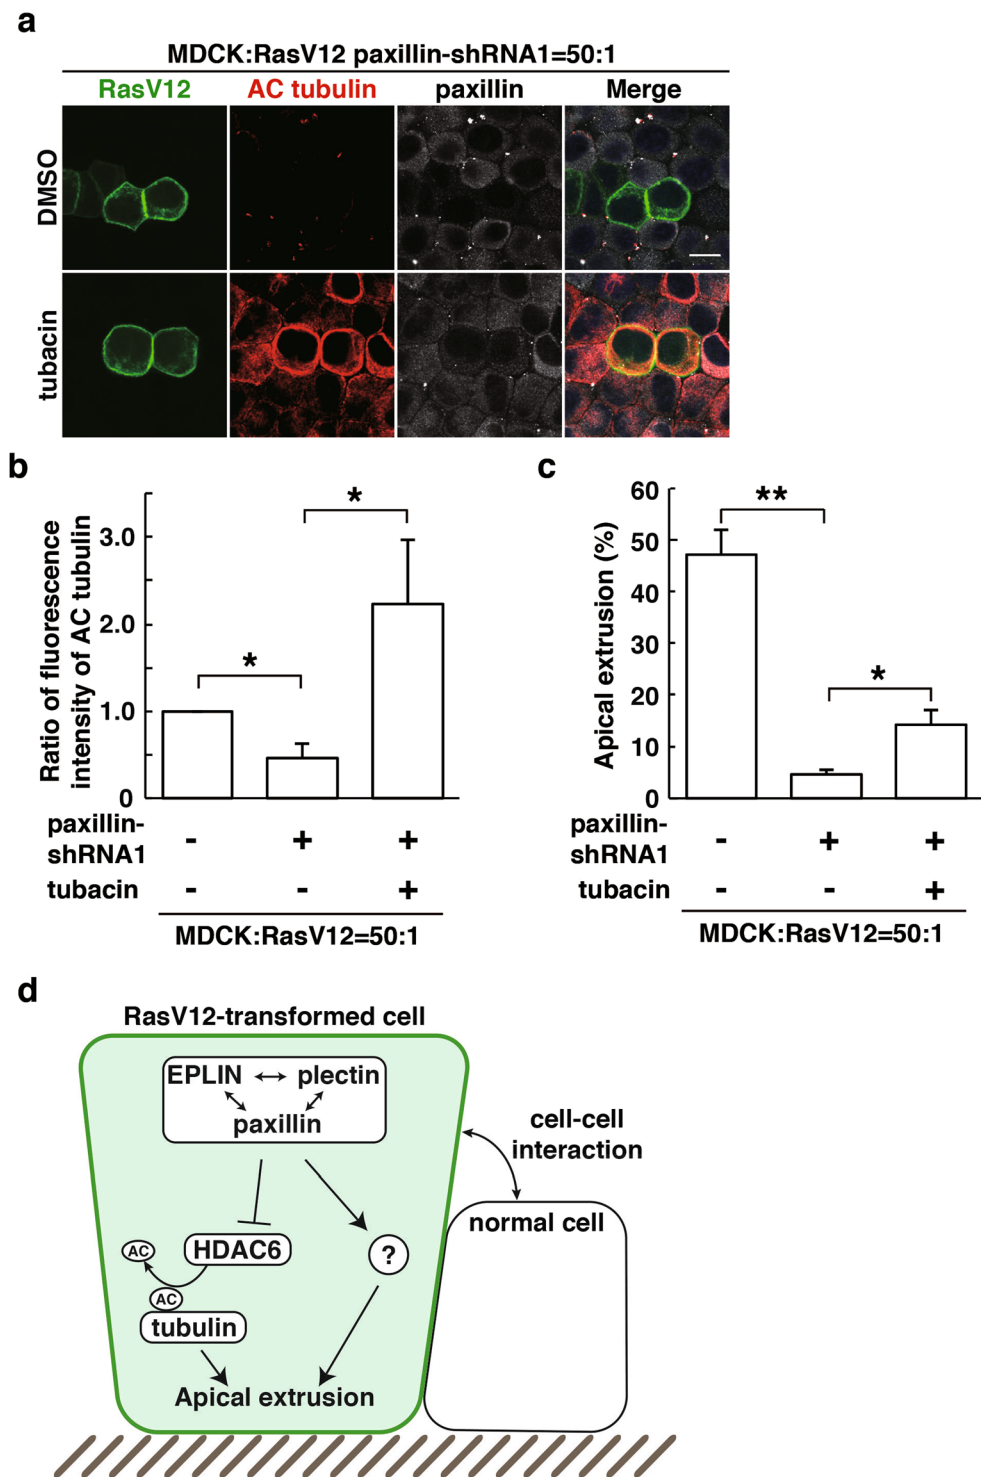 a
MDCK:RasV12 paxillin-shRNA1=50:1
RasV12 AC tubulin paxillin Merge
DMSO
tubacin
b
Ratio of fluorescence
intensity of AC tubulin
3.0
2.0
1.0
0
* *
paxillin-
shRNA1 - + +
tubacin - - +
MDCK:RasV12=50:1
c
Apical extrusion (%)
60
50
40
30
20
10
0
** *
paxillin-
shRNA1 - + +
tubacin - - +
MDCK:RasV12=50:1
d
RasV12-transformed cell
EPLIN plectin
paxillin
cell-cell
interaction
normal cell
HDAC6
?
AC
AC
tubulin
Apical extrusion